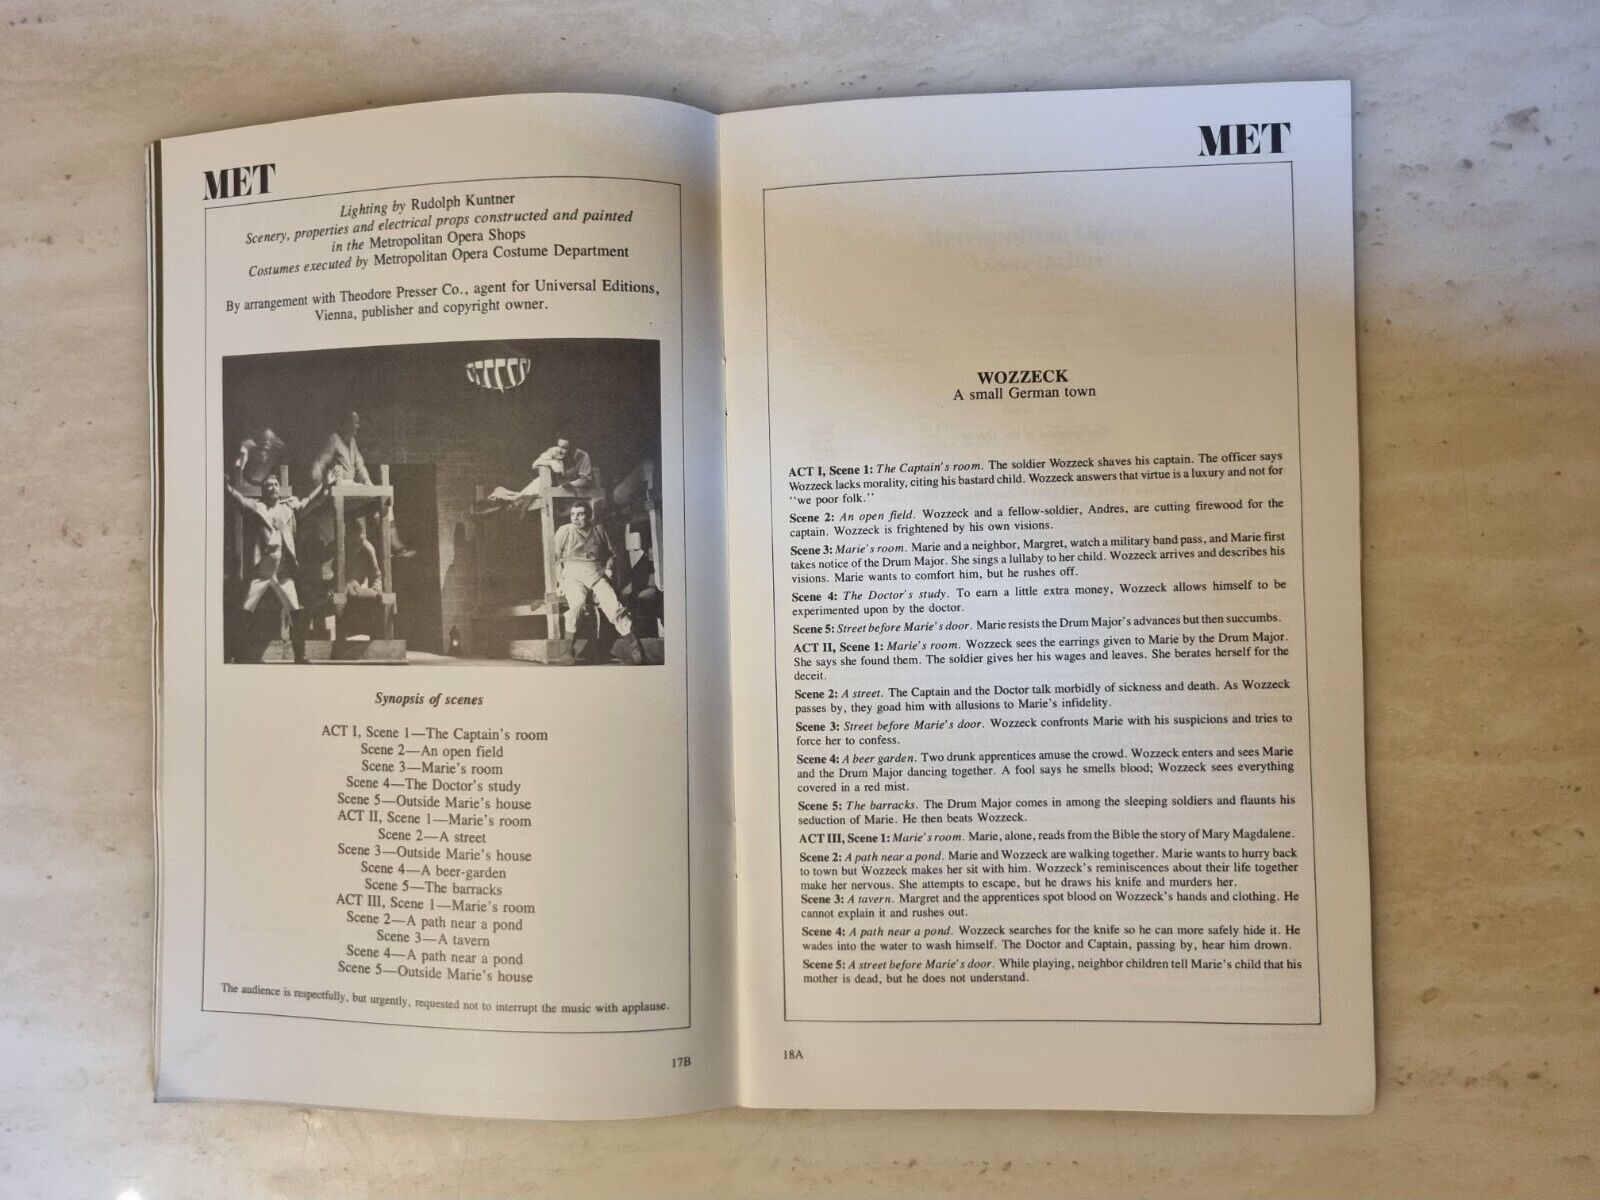 MET
Lighting by Rudolph Kuntner
Scenery, properties and electrical props constructed and painted
in the Metropolitan Opera Shops
Costumes executed by Metropolitan Opera Costume Department
By arrangement with Theodore Presser Co., agent for Universal Editions,
Vienna, publisher and copyright owner.
Synopsis of scenes
ACT I, Scene 1—The Captain's room
Scene 2—An open field
Scene 3—Marie's room
Scene 4—The Doctor's study
Scene 5—Outside Marie's house
ACT II, Scene 1—Marie's room
Scene 2—A street
Scene 3—Outside Marie's house
Scene 4—A beer-garden
Scene 5—The barracks
ACT III, Scene 1—Marie's room
Scene 2—A path near a pond
Scene 3—A tavern
Scene 4—A path near a pond
Scene 5—Outside Marie's house
The audience is respectfully, but urgently, requested not to interrupt the music with applause.
17B
MET
WOZZECK
A small German town
ACT I, Scene 1: The Captain's room. The soldier Wozzeck shaves his captain. The officer says
Wozzeck lacks morality, citing his bastard child. Wozzeck answers that virtue is a luxury and not for
"we poor folk."
Scene 2: An open field. Wozzeck and a fellow-soldier, Andres, are cutting firewood for the
captain. Wozzeck is frightened by his own visions.
Scene 3: Marie's room. Marie and a neighbor, Margret, watch a military band pass, and Marie first
takes notice of the Drum Major. She sings a lullaby to her child. Wozzeck arrives and describes his
visions. Marie wants to comfort him, but he rushes off.
Scene 4: The Doctor's study. To earn a little extra money, Wozzeck allows himself to be
experimented upon by the doctor.
Scene 5: Street before Marie's door. Marie resists the Drum Major's advances but then succumbs.
ACT II, Scene 1: Marie's room. Wozzeck sees the earrings given to Marie by the Drum Major.
She says she found them. The soldier gives her his wages and leaves. She berates herself for the
deceit.
Scene 2: A street. The Captain and the Doctor talk morbidly of sickness and death. As Wozzeck
passes by, they goad him with allusions to Marie's infidelity.
Scene 3: Street before Marie's door. Wozzeck confronts Marie with his suspicions and tries to
force her to confess.
Scene 4: A beer garden. Two drunk apprentices amuse the crowd. Wozzeck enters and sees Marie
and the Drum Major dancing together. A fool says he smells blood; Wozzeck sees everything
covered in a red mist.
Scene 5: The barracks. The Drum Major comes in among the sleeping soldiers and flaunts his
seduction of Marie. He then beats Wozzeck.
ACT III, Scene 1: Marie's room. Marie, alone, reads from the Bible the story of Mary Magdalene.
Scene 2: A path near a pond. Marie and Wozzeck are walking together. Marie wants to hurry back
to town but Wozzeck makes her sit with him. Wozzeck's reminiscences about their life together
make her nervous. She attempts to escape, but he draws his knife and murders her.
Scene 3: A tavern. Margret and the apprentices spot blood on Wozzeck's hands and clothing. He
cannot explain it and rushes out.
Scene 4: A path near a pond. Wozzeck searches for the knife so he can more safely hide it. He
wades into the water to wash himself. The Doctor and Captain, passing by, hear him drown.
Scene 5: A street before Marie's door. While playing, neighbor children tell Marie's child that his
mother is dead, but he does not understand.
18A